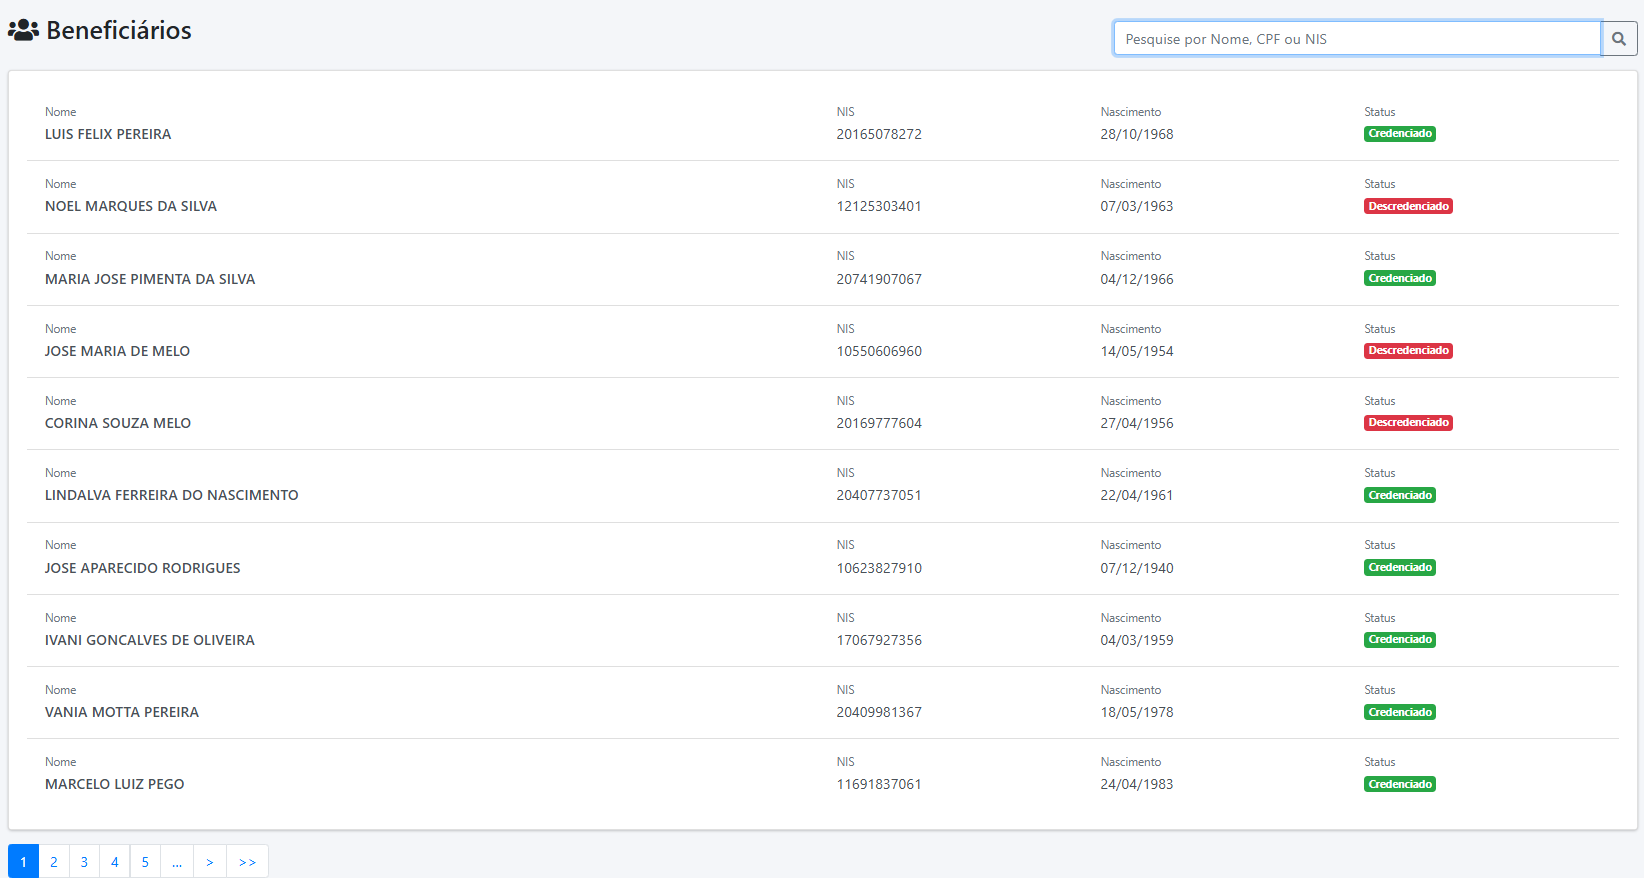 Beneficiários
Pesquise por Nome, CPF ou NIS
Nome NIS Nascimento Status
LUIS FELIX PEREIRA 20165078272 28/10/1968 Credenciado
Nome NIS Nascimento Status
NOEL MARQUES DA SILVA 12125303401 07/03/1963 Descredenciado
Nome NIS Nascimento Status
MARIA JOSE PIMENTA DA SILVA 20741907067 04/12/1966 Credenciado
Nome NIS Nascimento Status
JOSE MARIA DE MELO 10550606960 14/05/1954 Descredenciado
Nome NIS Nascimento Status
CORINA SOUZA MELO 20169777604 27/04/1956 Descredenciado
Nome NIS Nascimento Status
LINDALVA FERREIRA DO NASCIMENTO 20407737051 22/04/1961 Credenciado
Nome NIS Nascimento Status
JOSE APARECIDO RODRIGUES 10623827910 07/12/1940 Credenciado
Nome NIS Nascimento Status
IVANI GONCALVES DE OLIVEIRA 17067927356 04/03/1959 Credenciado
Nome NIS Nascimento Status
VANIA MOTTA PEREIRA 20409981367 18/05/1978 Credenciado
Nome NIS Nascimento Status
MARCELO LUIZ PEGO 11691837061 24/04/1983 Credenciado
1 2 3 4 5 ... > >>